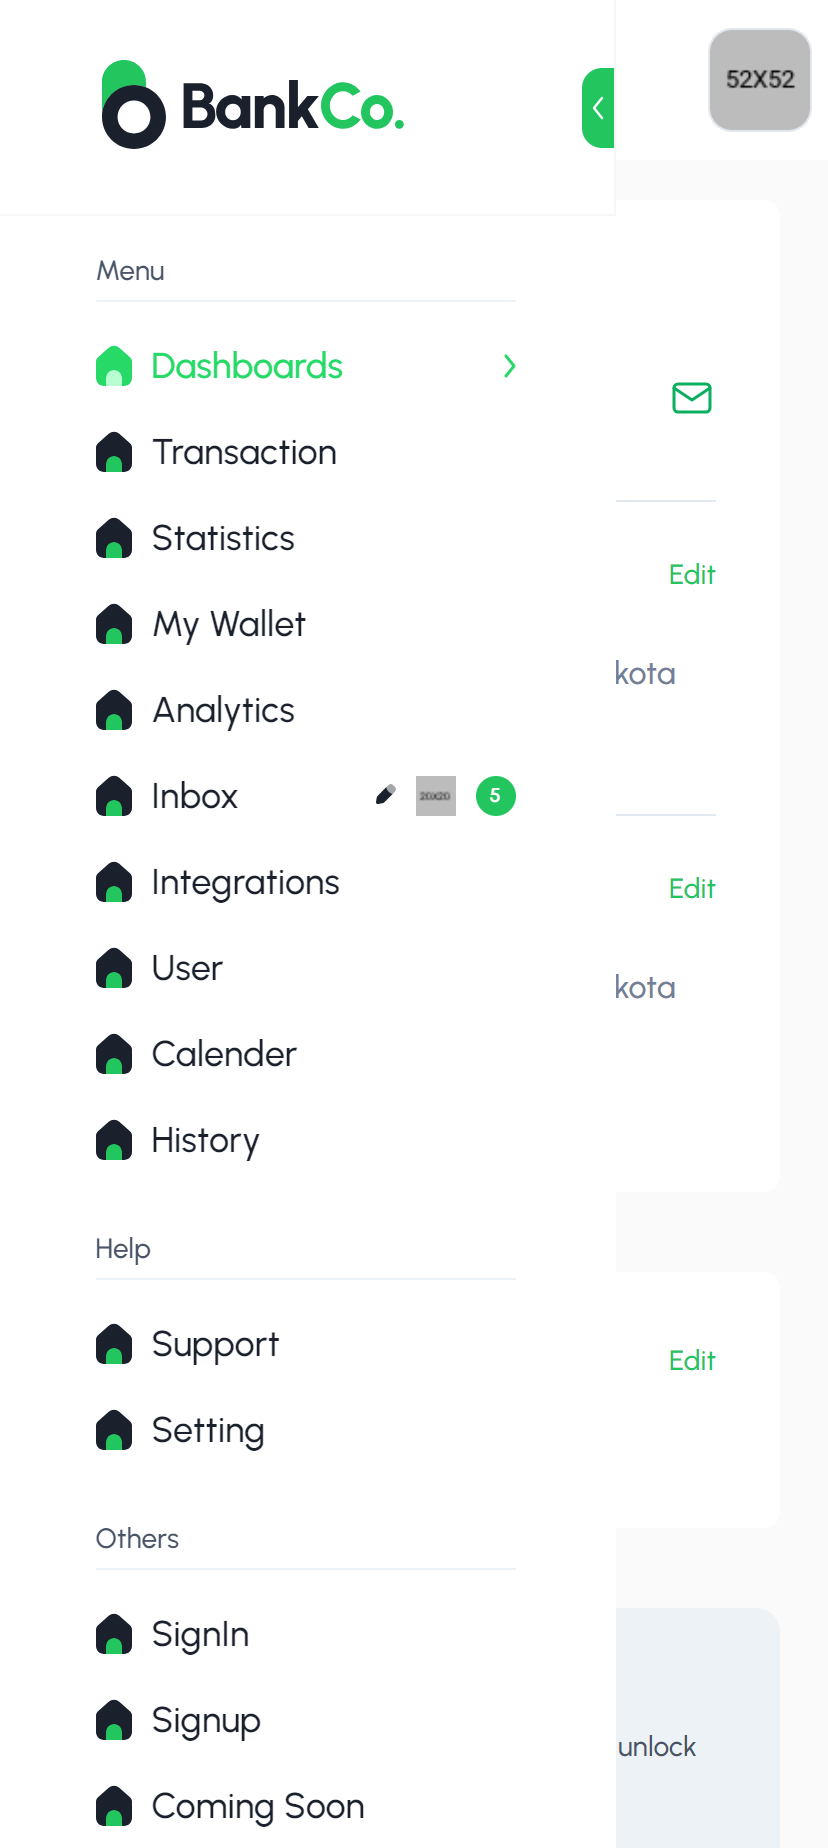 BankCo.
52X52
Menu
Dashboards
Transaction
Statistics
Edit
My Wallet
kota
Analytics
Inbox
20X20
5
Integrations
Edit
User
kota
Calender
History
Help
Support
Edit
Setting
Others
SignIn
Signup
unlock
Coming Soon